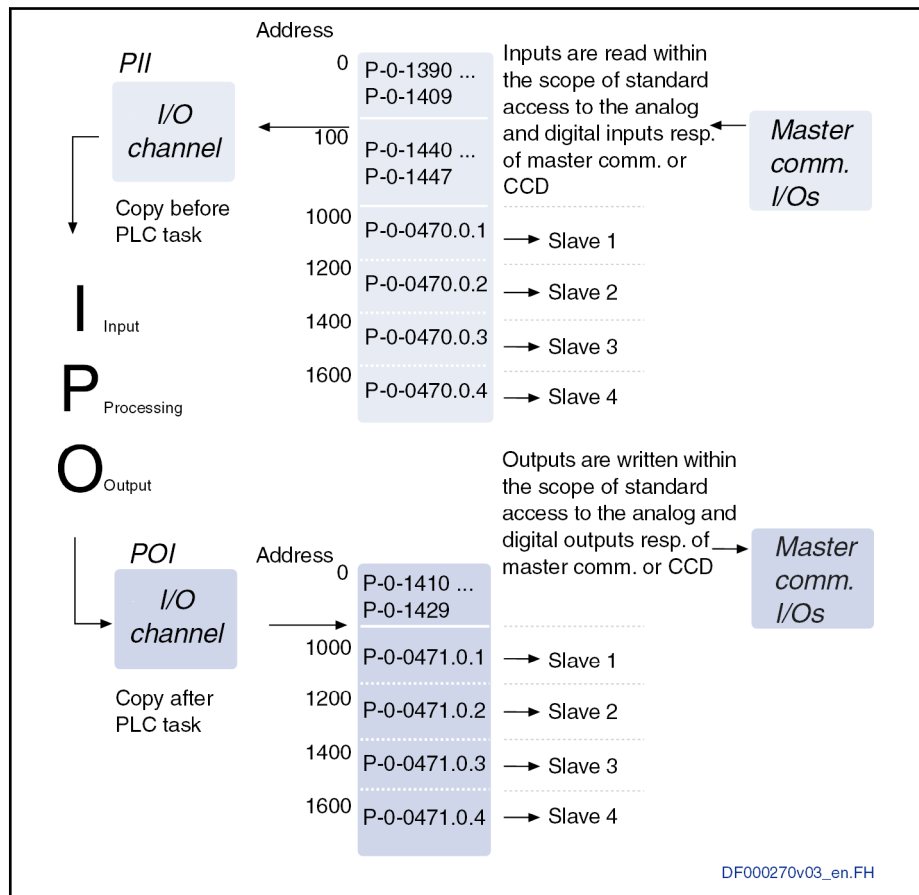 Address
PII
I/O
channel
Copy before
PLC task
0
P-0-1390 ...
P-0-1409
100
P-0-1440 ...
P-0-1447
1000
P-0-0470.0.1
1200
P-0-0470.0.2
1400
P-0-0470.0.3
1600
P-0-0470.0.4
Inputs are read within
the scope of standard
access to the analog
and digital inputs resp.
of master comm. or
CCD
Master
comm.
I/Os
Slave 1
Slave 2
Slave 3
Slave 4
I Input
P Processing
O Output
POI
I/O
channel
Copy after
PLC task
Address
0
P-0-1410 ...
P-0-1429
1000
P-0-0471.0.1
1200
P-0-0471.0.2
1400
P-0-0471.0.3
1600
P-0-0471.0.4
Outputs are written within
the scope of standard
access to the analog and
digital outputs resp. of
master comm. or CCD
Master
comm.
I/Os
Slave 1
Slave 2
Slave 3
Slave 4
DF000270v03_en.FH